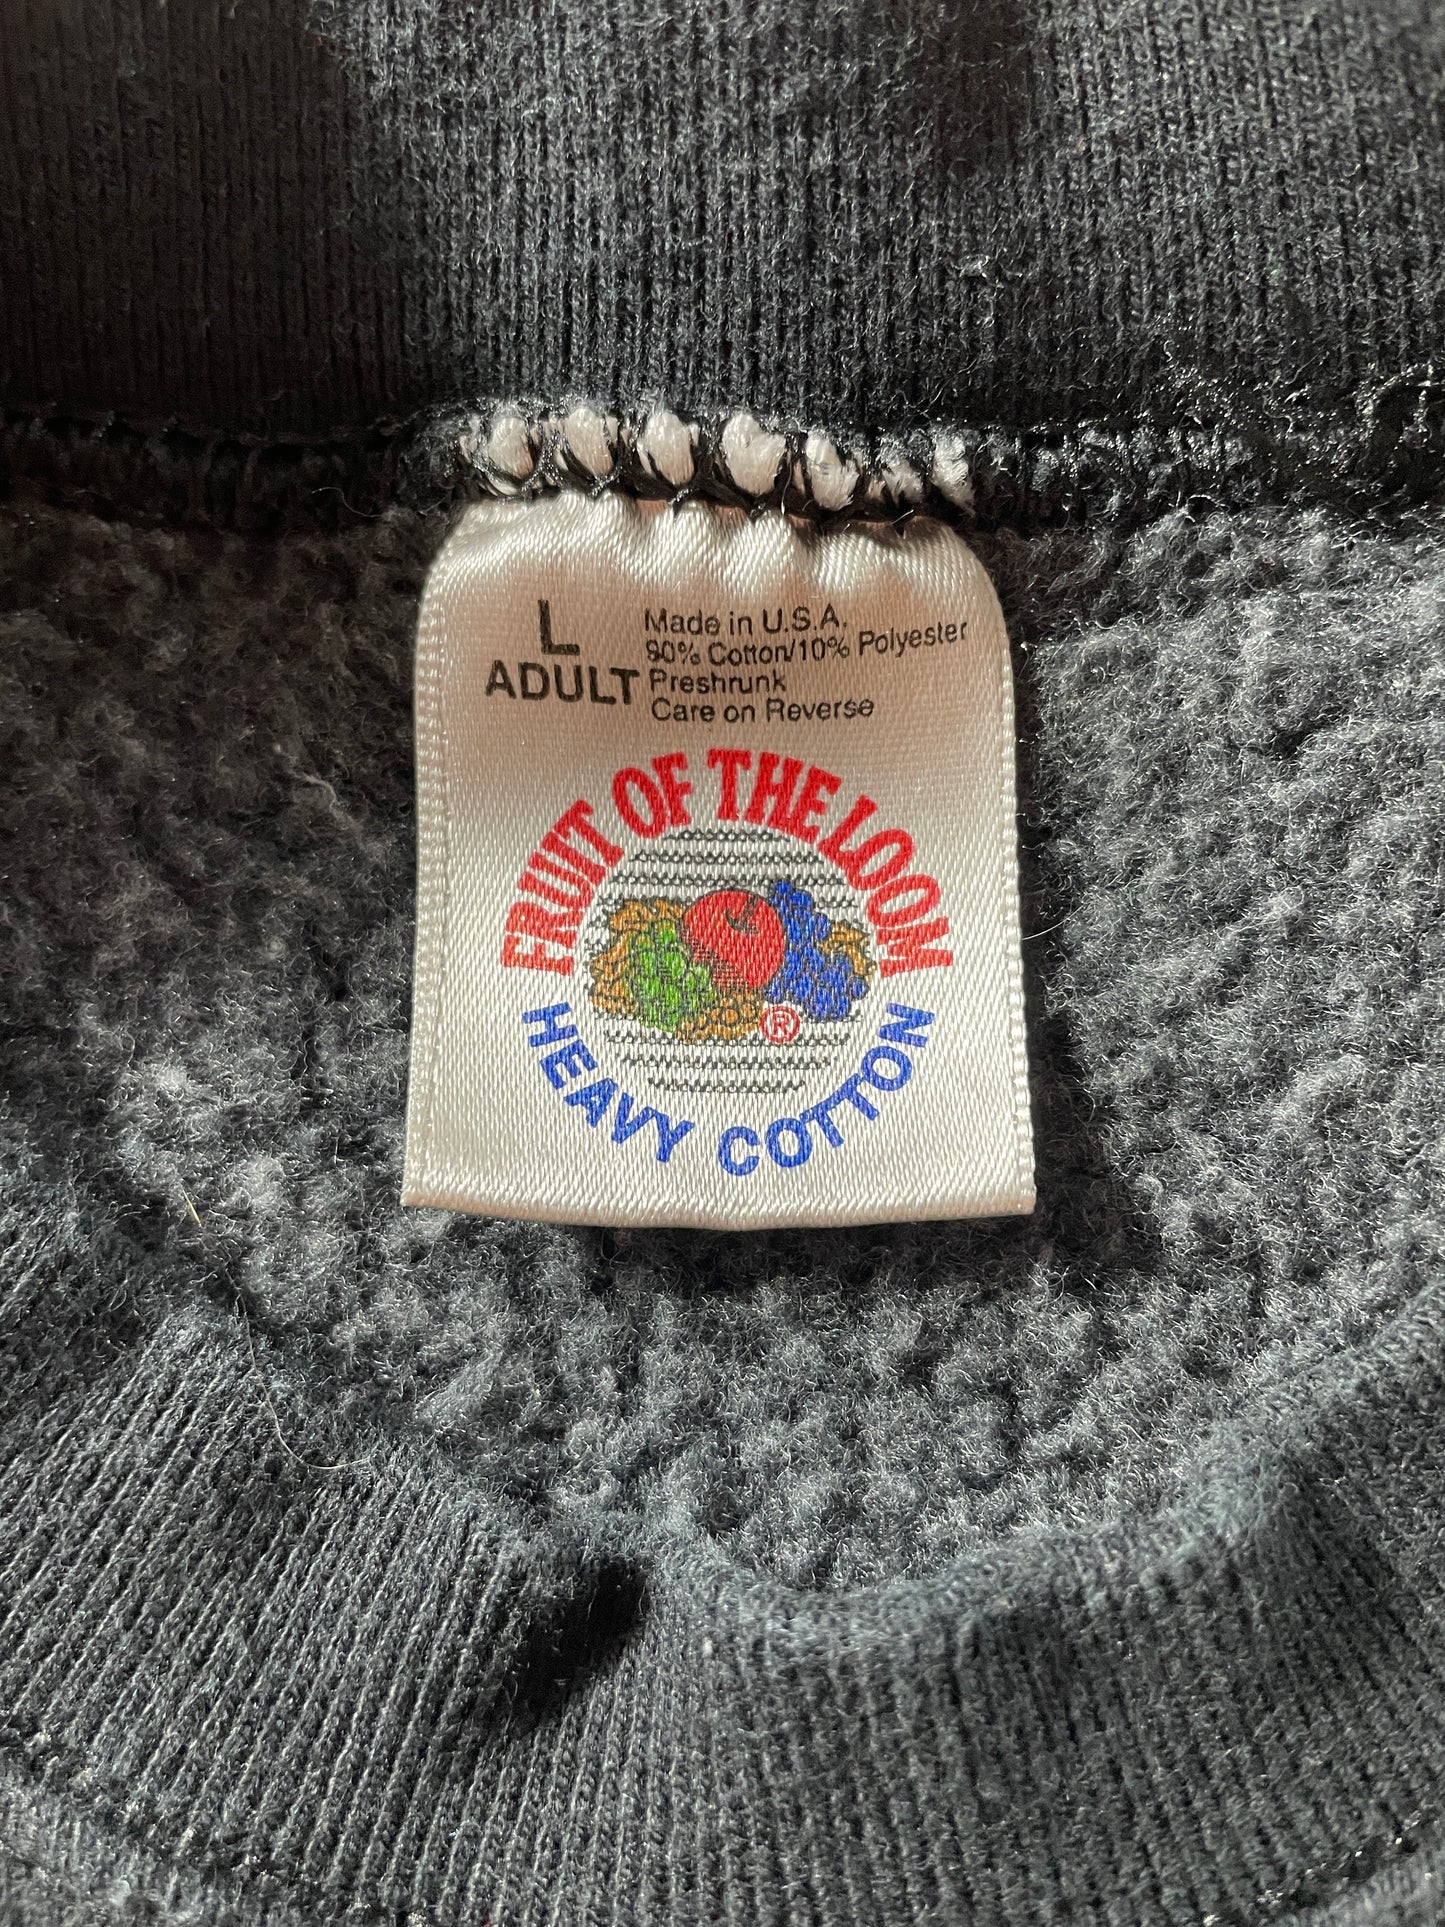 L
ADULT
Made in U.S.A.
90% Cotton/10% Polyester
Preshrunk
Care on Reverse
FRUIT OF THE LOOM
®
HEAVY COTTON